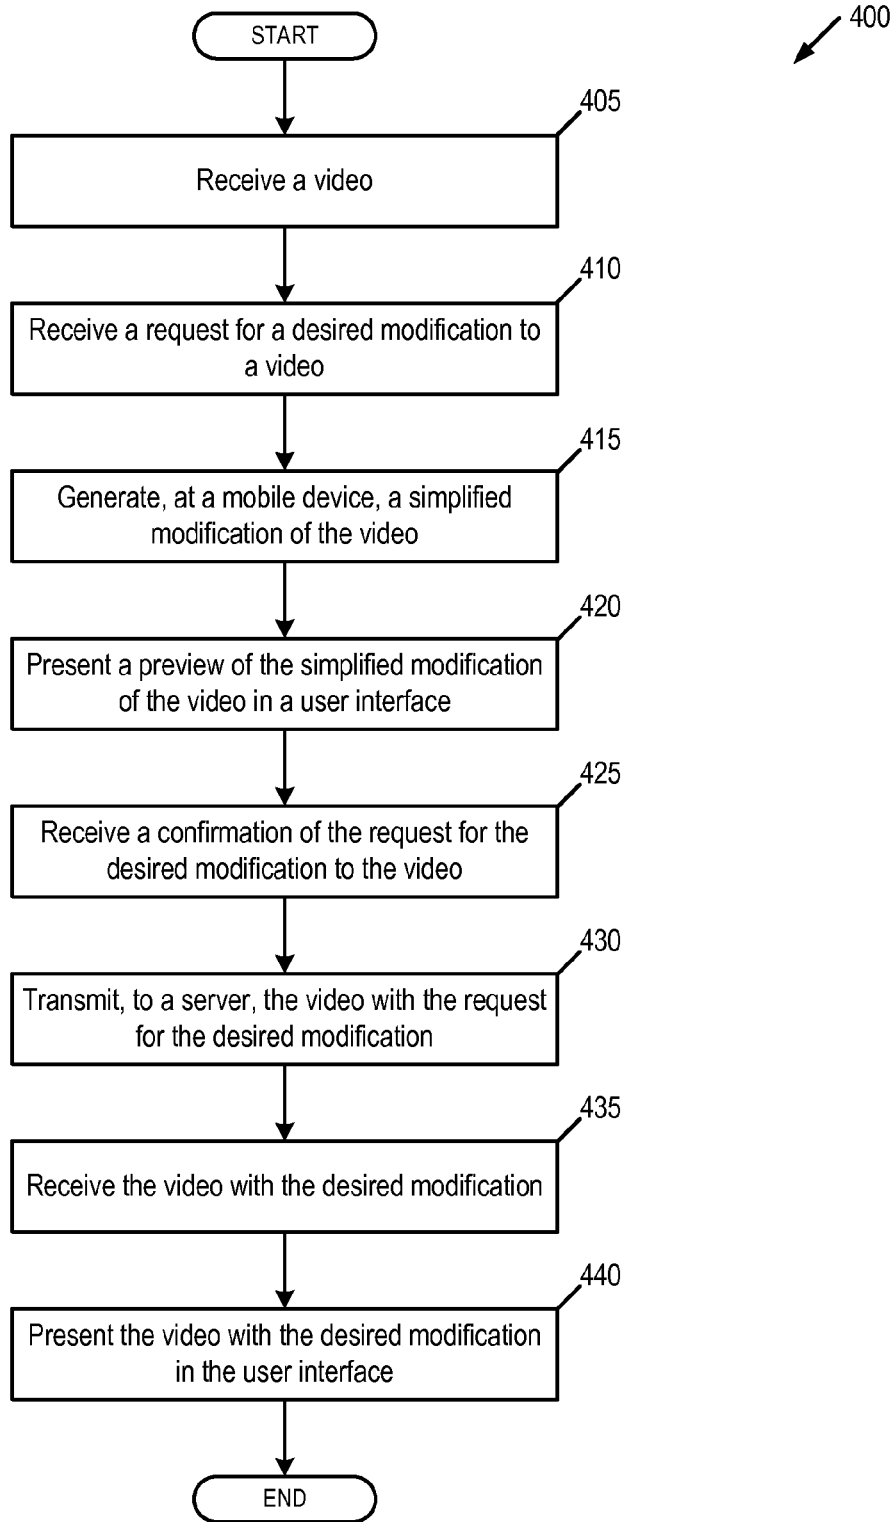 400
START
405
Receive a video
410
Receive a request for a desired modification to
a video
415
Generate, at a mobile device, a simplified
modification of the video
420
Present a preview of the simplified modification
of the video in a user interface
425
Receive a confirmation of the request for the
desired modification to the video
430
Transmit, to a server, the video with the request
for the desired modification
435
Receive the video with the desired modification
440
Present the video with the desired modification
in the user interface
END